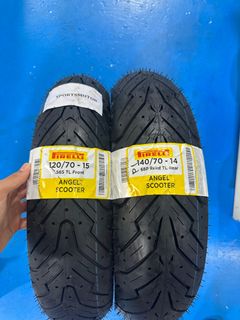 SPORTSMOTOR
PIRELLI
120/70 - 15
56S TL Front
ANGEL
SCOOTER
PIRELLI
140/70 - 14
68P Reinf TL Rear
ANGEL
SCOOTER